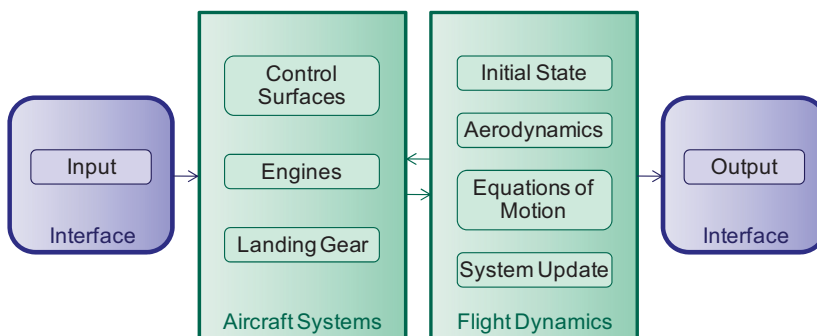 Input
Interface
Control
Surfaces
Engines
Landing Gear
Aircraft Systems
Initial State
Aerodynamics
Equations of
Motion
System Update
Flight Dynamics
Output
Interface